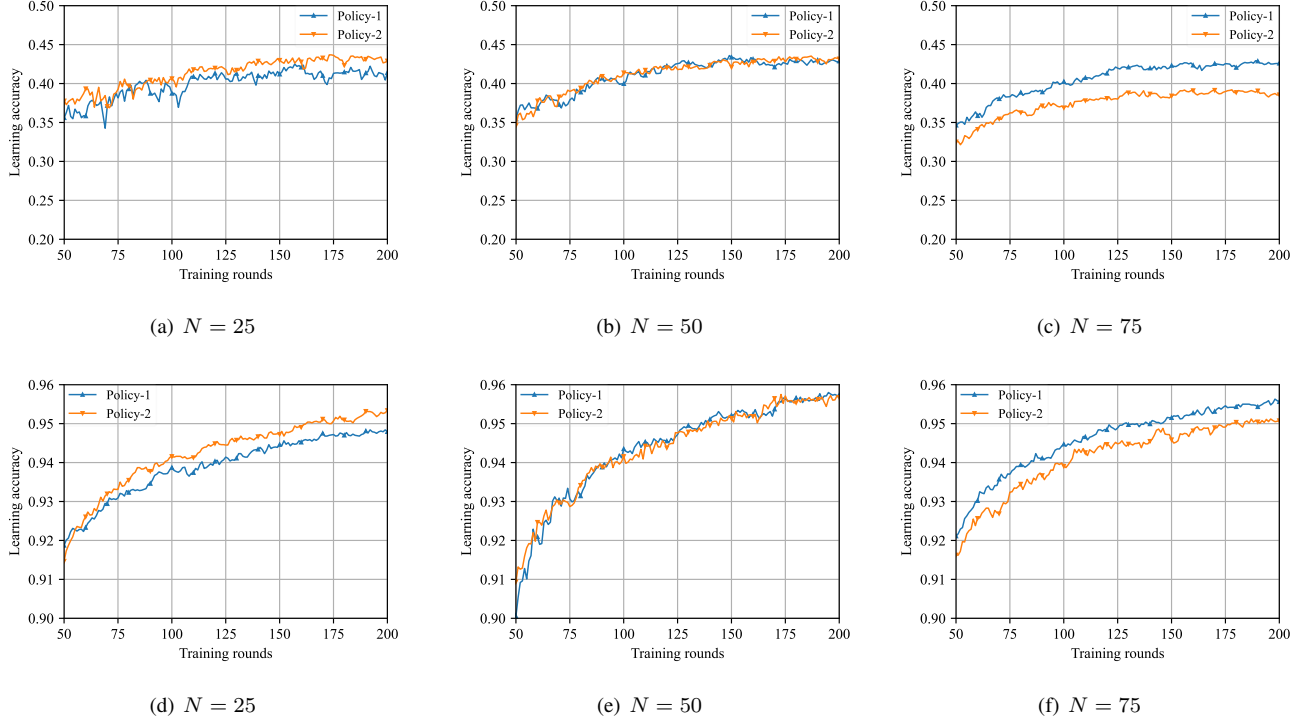 0.50
0.45
0.40
0.35
0.30
0.25
0.20
Learning accuracy
Policy-1
Policy-2
50 75 100 125 150 175 200
Training rounds
(a) N = 25
0.50
0.45
0.40
0.35
0.30
0.25
0.20
Learning accuracy
Policy-1
Policy-2
50 75 100 125 150 175 200
Training rounds
(b) N = 50
0.50
0.45
0.40
0.35
0.30
0.25
0.20
Learning accuracy
Policy-1
Policy-2
50 75 100 125 150 175 200
Training rounds
(c) N = 75
0.96
0.95
0.94
0.93
0.92
0.91
0.90
Learning accuracy
Policy-1
Policy-2
50 75 100 125 150 175 200
Training rounds
(d) N = 25
0.96
0.95
0.94
0.93
0.92
0.91
0.90
Learning accuracy
Policy-1
Policy-2
50 75 100 125 150 175 200
Training rounds
(e) N = 50
0.96
0.95
0.94
0.93
0.92
0.91
0.90
Learning accuracy
Policy-1
Policy-2
50 75 100 125 150 175 200
Training rounds
(f) N = 75